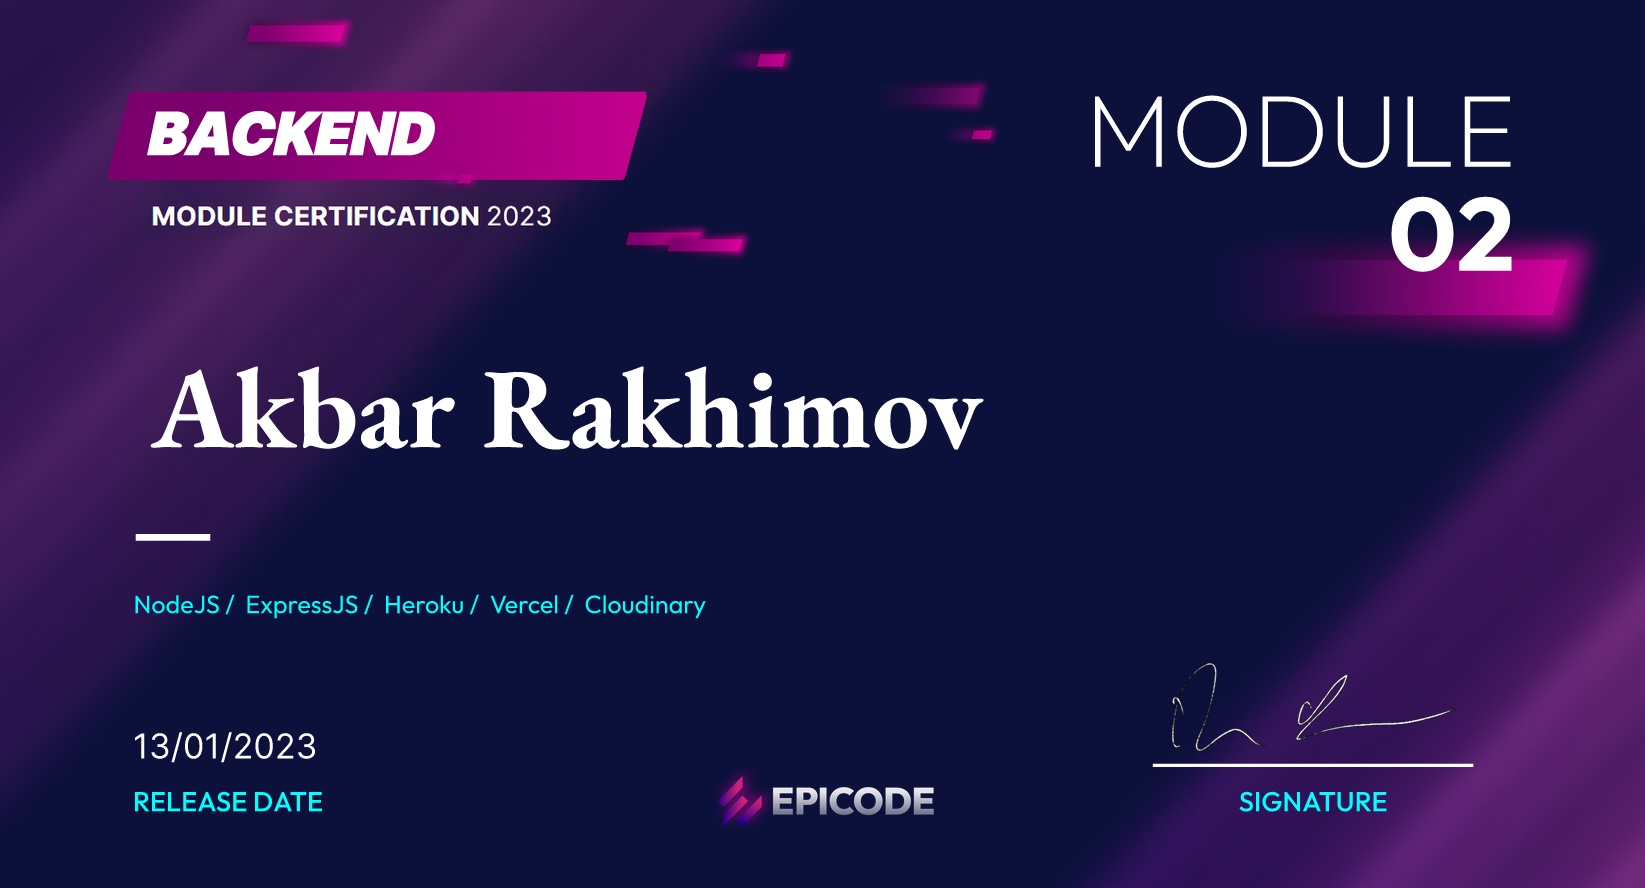 BACKEND
MODULE CERTIFICATION 2023
MODULE
02
Akbar Rakhimov
NodeJS / ExpressJS / Heroku / Vercel / Cloudinary
13/01/2023
RELEASE DATE
EPICODE
SIGNATURE